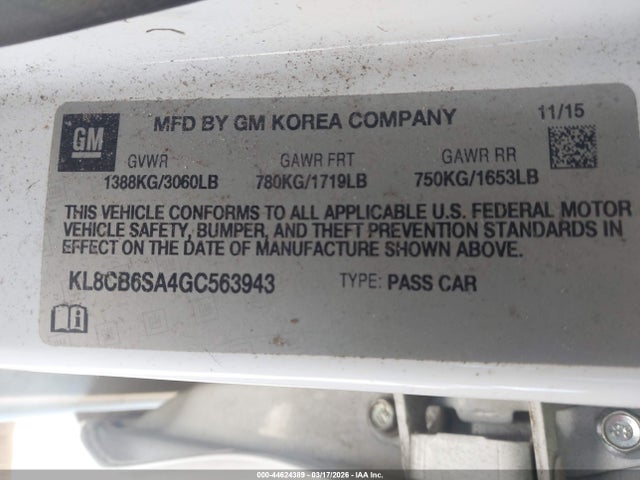 GM
MFD BY GM KOREA COMPANY
11/15
GVWR GAWR FRT GAWR RR
1388KG/3060LB 780KG/1719LB 750KG/1653LB
THIS VEHICLE CONFORMS TO ALL APPLICABLE U.S. FEDERAL MOTOR
VEHICLE SAFETY, BUMPER, AND THEFT PREVENTION STANDARDS IN
EFFECT ON THE DATE OF MANUFACTURE SHOWN ABOVE.
KL8CB6SA4GC563943 TYPE: PASS CAR
000-44624389 - 03/17/2026 - IAA Inc.